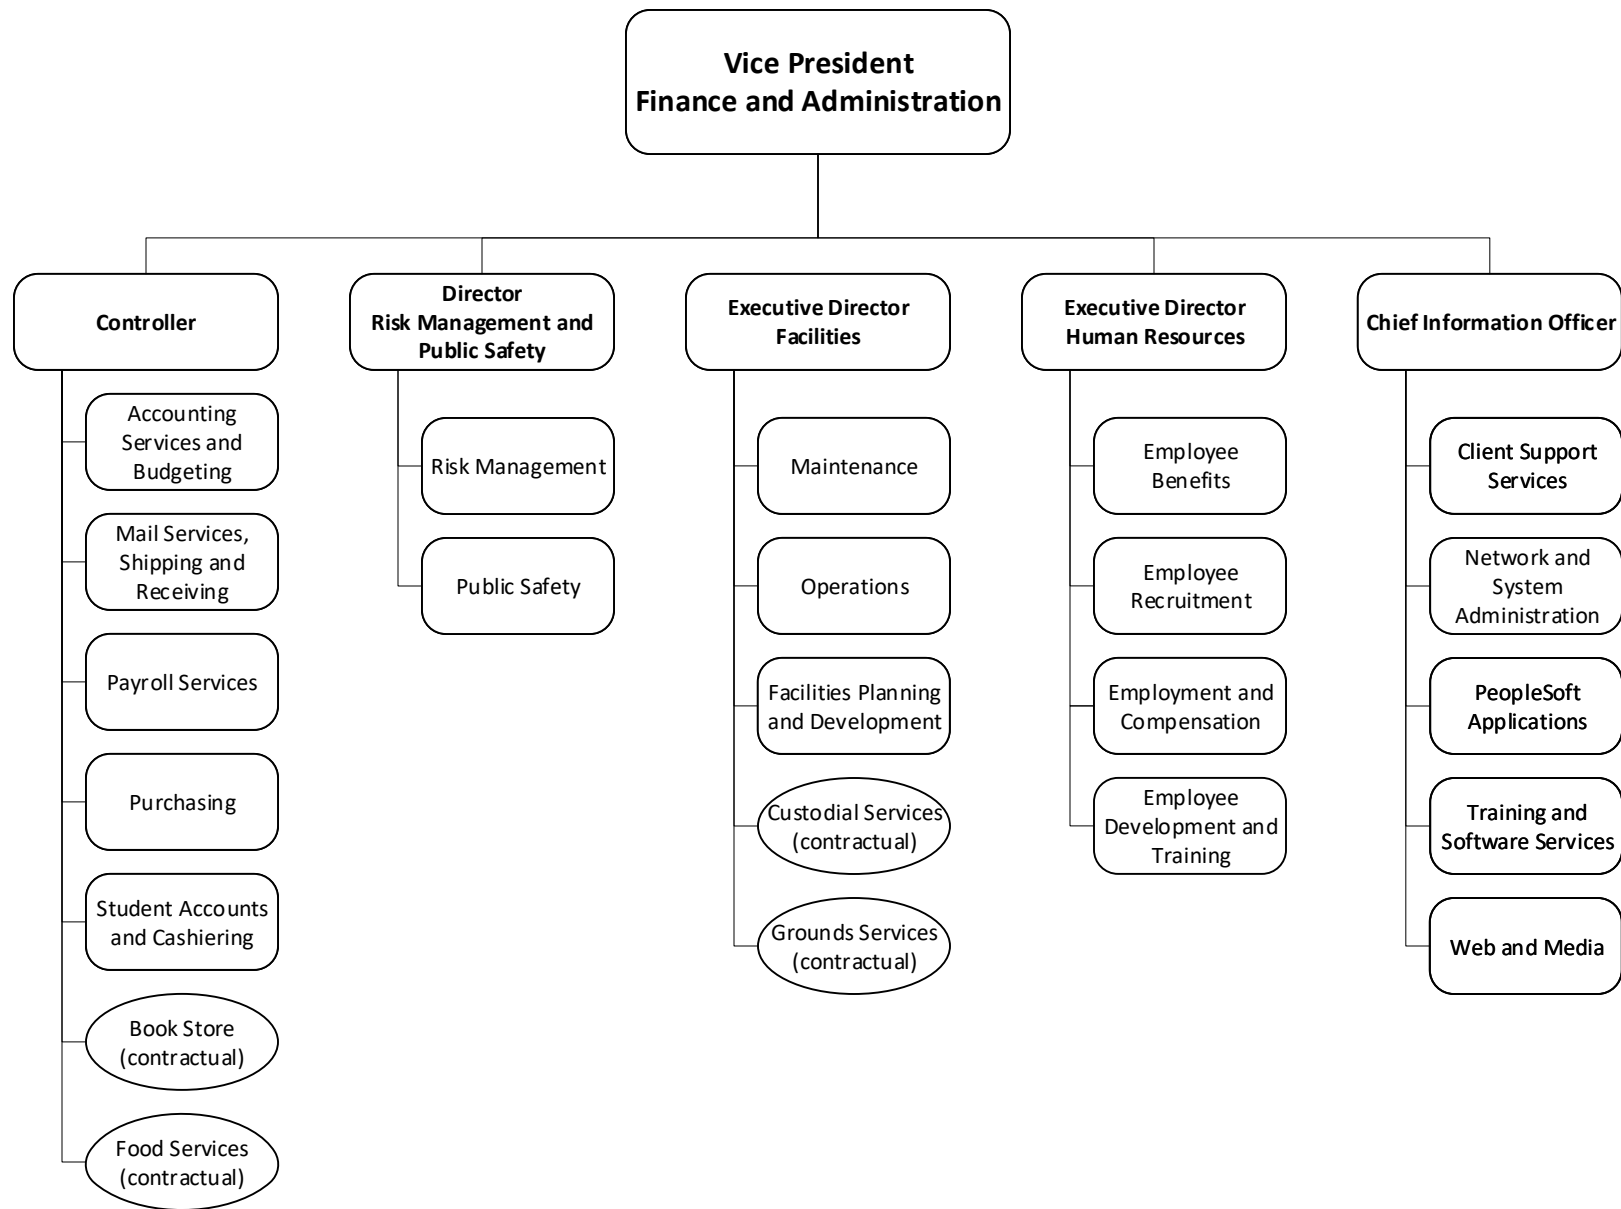 Vice President
Finance and Administration
Controller
Director
Risk Management and
Public Safety
Executive Director
Facilities
Executive Director
Human Resources
Chief Information Officer
Accounting
Services and
Budgeting
Mail Services,
Shipping and
Receiving
Payroll Services
Purchasing
Student Accounts
and Cashiering
Book Store
(contractual)
Food Services
(contractual)
Risk Management
Public Safety
Maintenance
Operations
Facilities Planning
and Development
Custodial Services
(contractual)
Grounds Services
(contractual)
Employee
Benefits
Employee
Recruitment
Employment and
Compensation
Employee
Development and
Training
Client Support
Services
Network and
System
Administration
PeopleSoft
Applications
Training and
Software Services
Web and Media